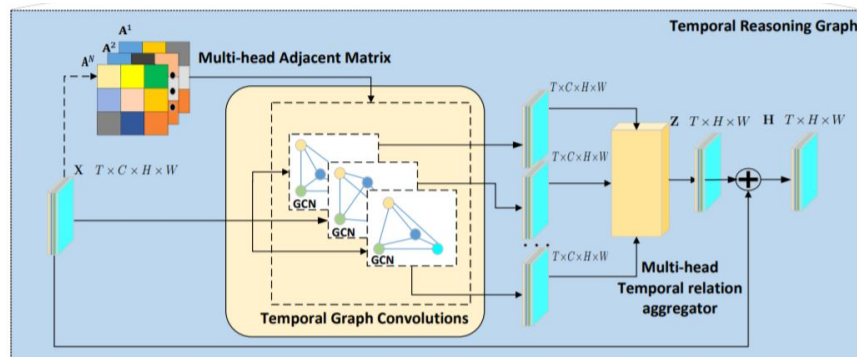 Temporal Reasoning Graph
A¹
A²
Aᴺ
Multi-head Adjacent Matrix
X T×C×H×W
GCN
GCN
GCN
Temporal Graph Convolutions
T×C×H×W
T×C×H×W
. . .
T×C×H×W
Z T×H×W
H T×H×W
Multi-head
Temporal relation
aggregator